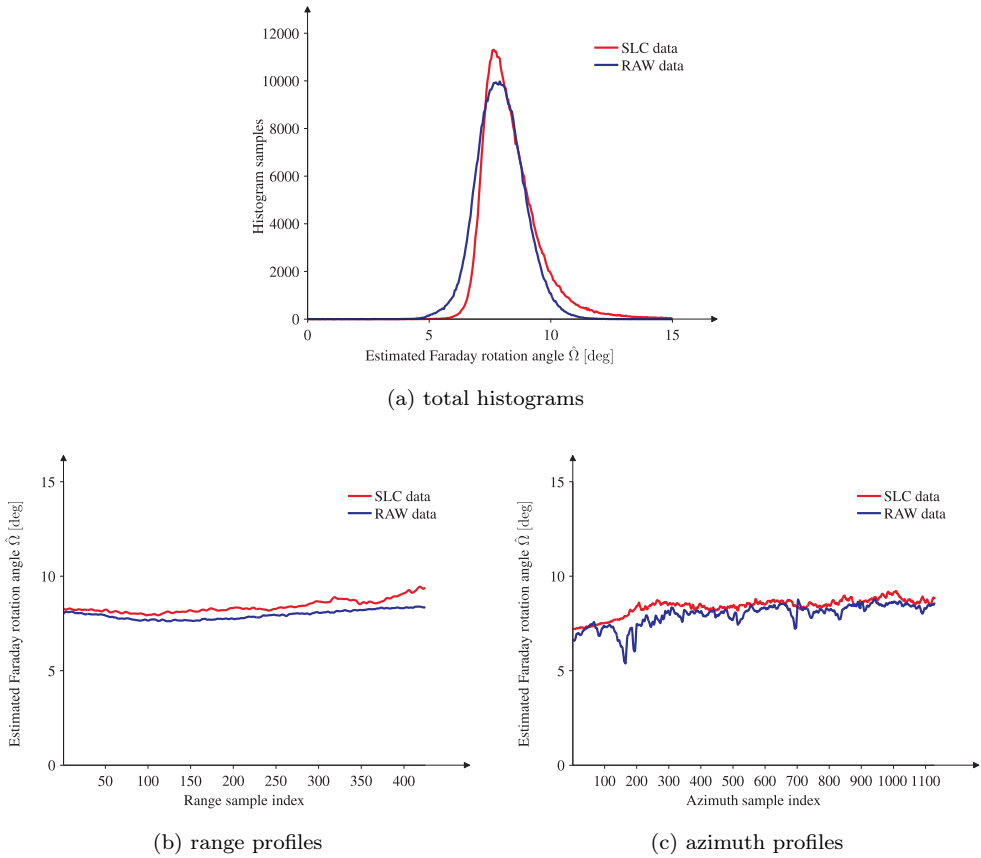 12000
10000
8000
6000
4000
2000
0
Histogram samples
SLC data
RAW data
0 5 10 15
Estimated Faraday rotation angle Ω̂ [deg]
(a) total histograms
15
10
5
0
Estimated Faraday rotation angle Ω̂ [deg]
SLC data
RAW data
50 100 150 200 250 300 350 400
Range sample index
(b) range profiles
15
10
5
0
Estimated Faraday rotation angle Ω̂ [deg]
SLC data
RAW data
100 200 300 400 500 600 700 800 900 1000 1100
Azimuth sample index
(c) azimuth profiles